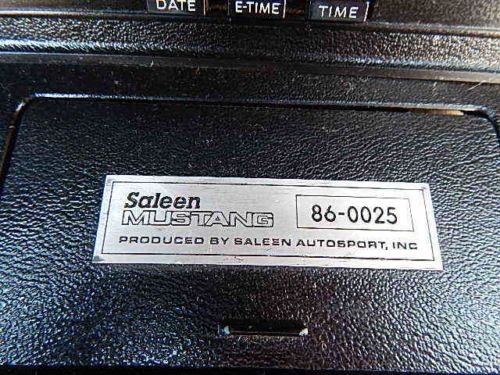 DATE E-TIME TIME
Saleen
MUSTANG 86-0025
PRODUCED BY SALEEN AUTOSPORT, INC